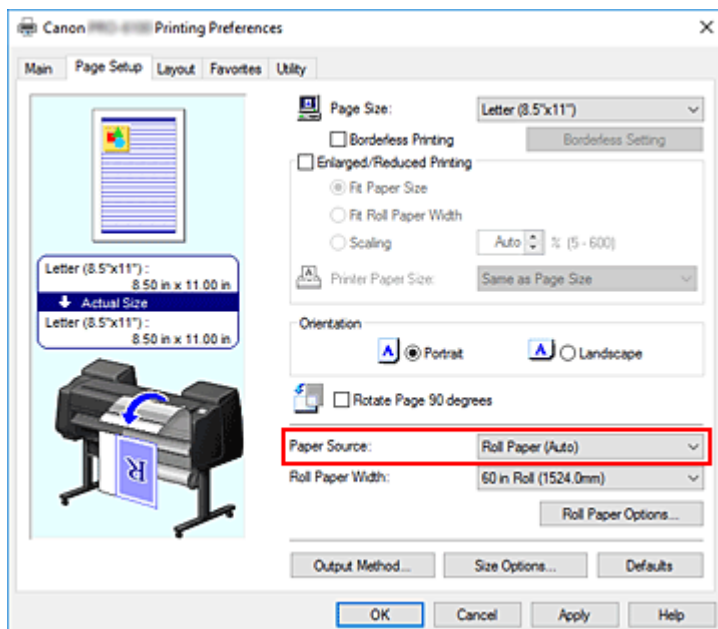 Canon Printing Preferences
Main Page Setup Layout Favorites Utility
Page Size: Letter (8.5"x11")
Borderless Printing Borderless Setting
Enlarged/Reduced Printing
Fit Paper Size
Fit Roll Paper Width
Scaling Auto % (5 - 600)
Printer Paper Size: Same as Page Size
Letter (8.5"x11") :
8.50 in x 11.00 in
Actual Size
Letter (8.5"x11") :
8.50 in x 11.00 in
Orientation
A Portrait A Landscape
Rotate Page 90 degrees
Paper Source: Roll Paper (Auto)
Roll Paper Width: 60 in Roll (1524.0mm)
Roll Paper Options...
R
Output Method... Size Options... Defaults
OK Cancel Apply Help